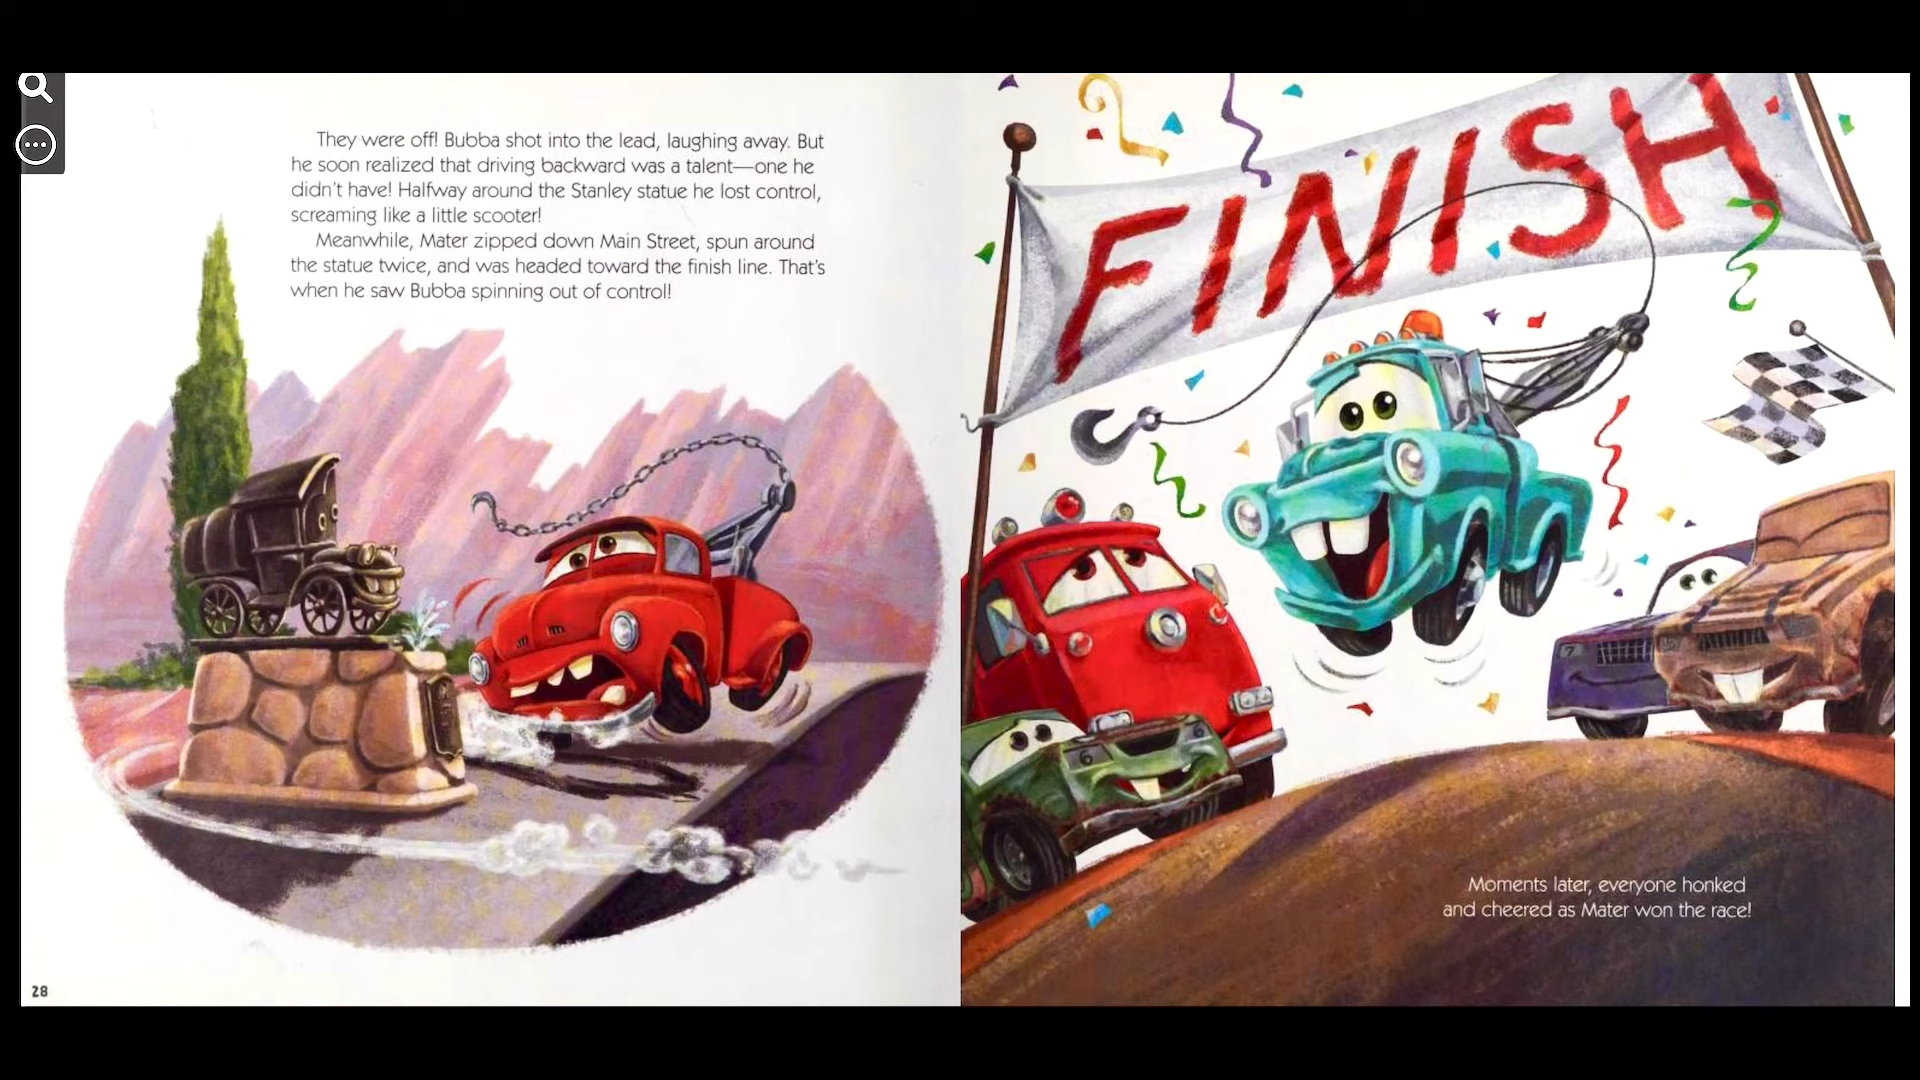 They were off! Bubba shot into the lead, laughing away. But
he soon realized that driving backward was a talent—one he
didn't have! Halfway around the Stanley statue he lost control,
screaming like a little scooter!
Meanwhile, Mater zipped down Main Street, spun around
the statue twice, and was headed toward the finish line. That's
when he saw Bubba spinning out of control!
28
FINISH
7
6
Moments later, everyone honked
and cheered as Mater won the race!